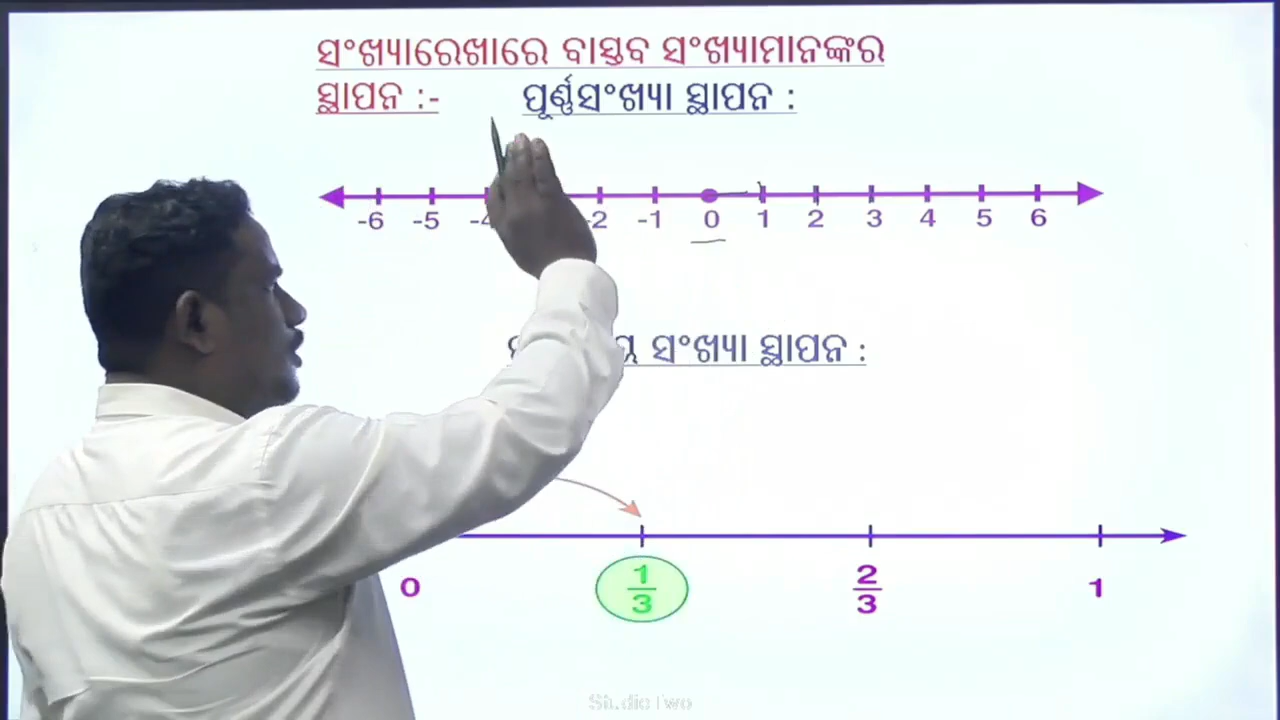 ସଂଖ୍ୟାରେଖାରେ ବାସ୍ତବ ସଂଖ୍ୟାମାନଙ୍କର
ସ୍ଥାପନ :- ପୂର୍ଣ୍ଣସଂଖ୍ୟା ସ୍ଥାପନ :
-6 -5 -2 -1 0 1 2 3 4 5 6
ସଂଖ୍ୟା ସ୍ଥାପନ :
0 1/3 2/3 1